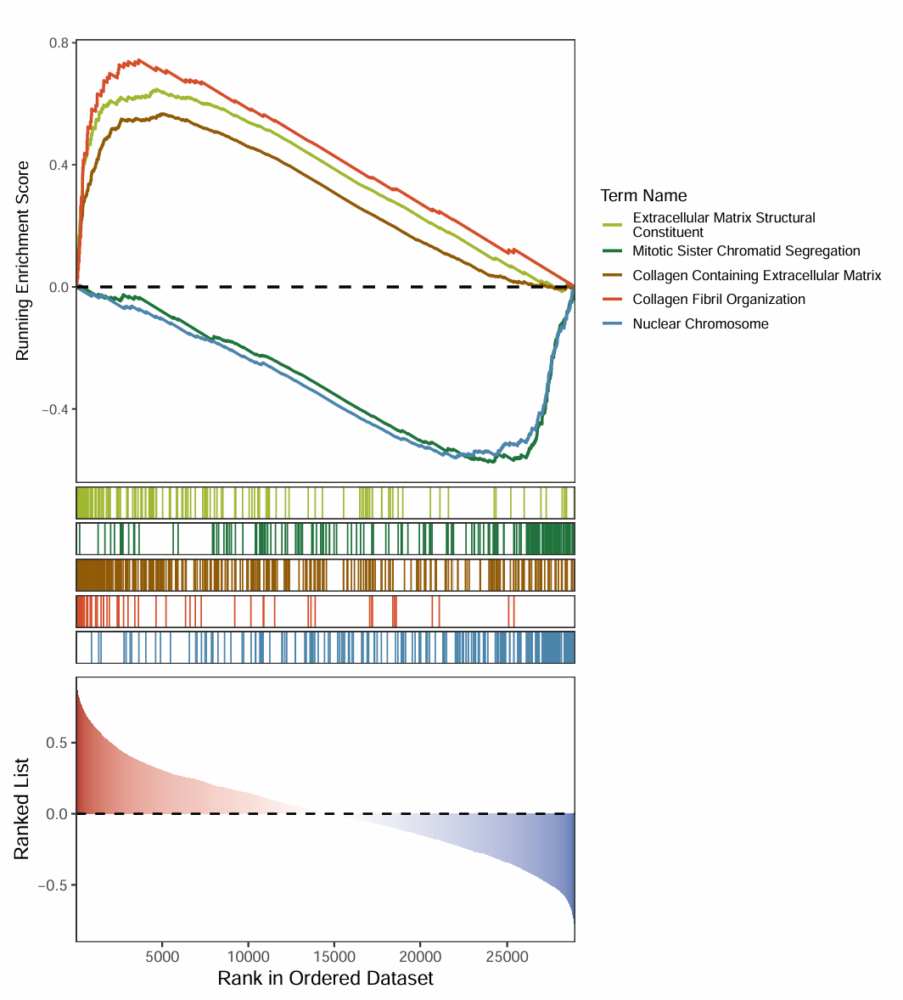 0.8
0.4
0.0
−0.4
Running Enrichment Score
Term Name
Extracellular Matrix Structural
Constituent
Mitotic Sister Chromatid Segregation
Collagen Containing Extracellular Matrix
Collagen Fibril Organization
Nuclear Chromosome
0.5
0.0
−0.5
Ranked List
5000 10000 15000 20000 25000
Rank in Ordered Dataset